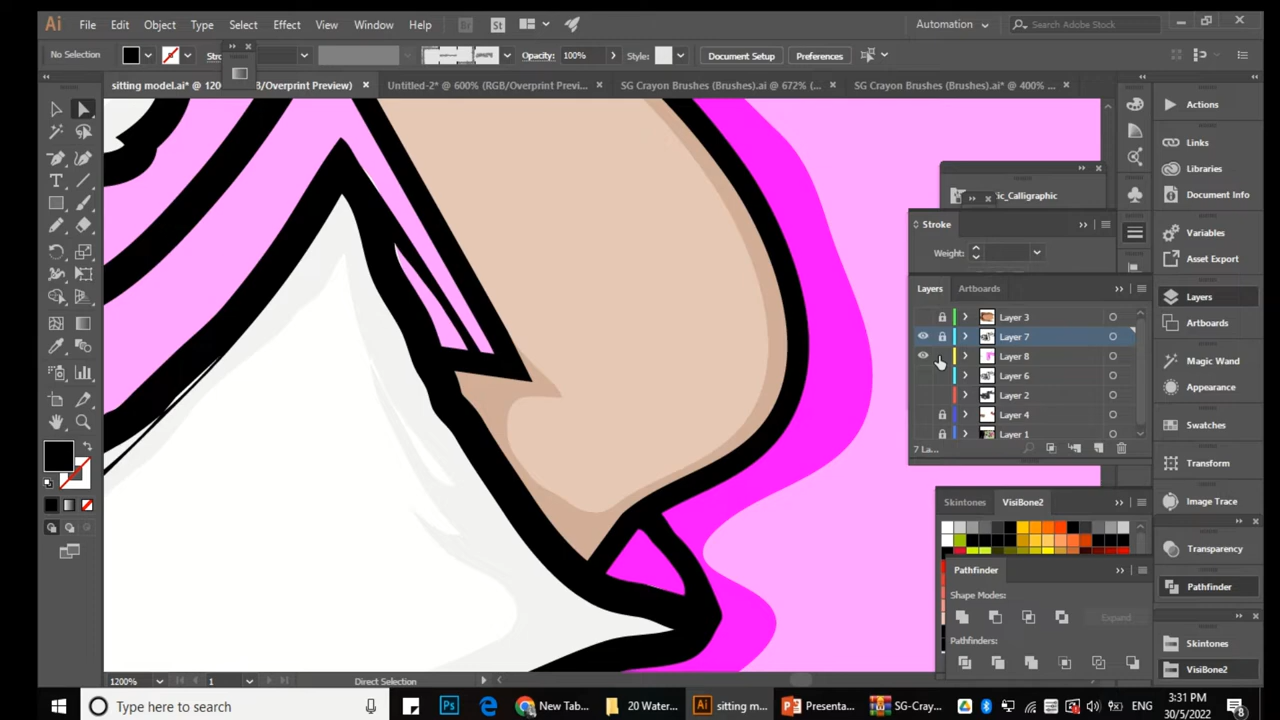 Ai File Edit Object Type Select Effect View Window Help Br St Automation Search Adobe Stock
No Selection Opacity: 100% Style: Document Setup Preferences
sitting model.ai* @ 120 Untitled-2* @ 600% (RGB/Overprint Previ... SG Crayon Brushes (Brushes).ai @ 672% (... SG Crayon Brushes (Brushes).ai* @ 400% ...
B/Overprint Preview)
Actions
Links
Libraries
ic_Calligraphic
Document Info
Stroke
Variables
Weight:
Asset Export
Layers Artboards
Layers
Layer 3
Artboards
Layer 7
Layer 8
Magic Wand
Layer 6
Appearance
Layer 2
Layer 4
Swatches
Layer 1
7 La...
Transform
Skintones VisiBone2
Image Trace
Transparency
Pathfinder
Pathfinder
Shape Modes:
Expand
Pathfinders:
Skintones
VisiBone2
1200% 1 Direct Selection
Type here to search New Tab... 20 Water... sitting m... Presenta... SG-Cray... ENG 3:31 PM
30/5/2022